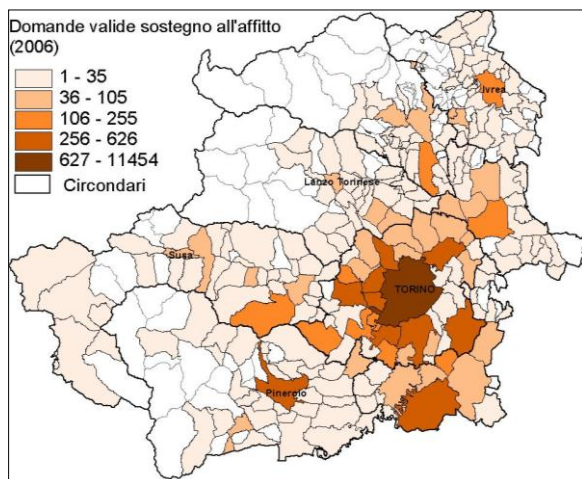 Domande valide sostegno all'affitto
(2006)
1 - 35
36 - 105
106 - 255
256 - 626
627 - 11454
Circondari
Ivrea
Lanzo Torinese
Susa
TORINO
Pinerolo